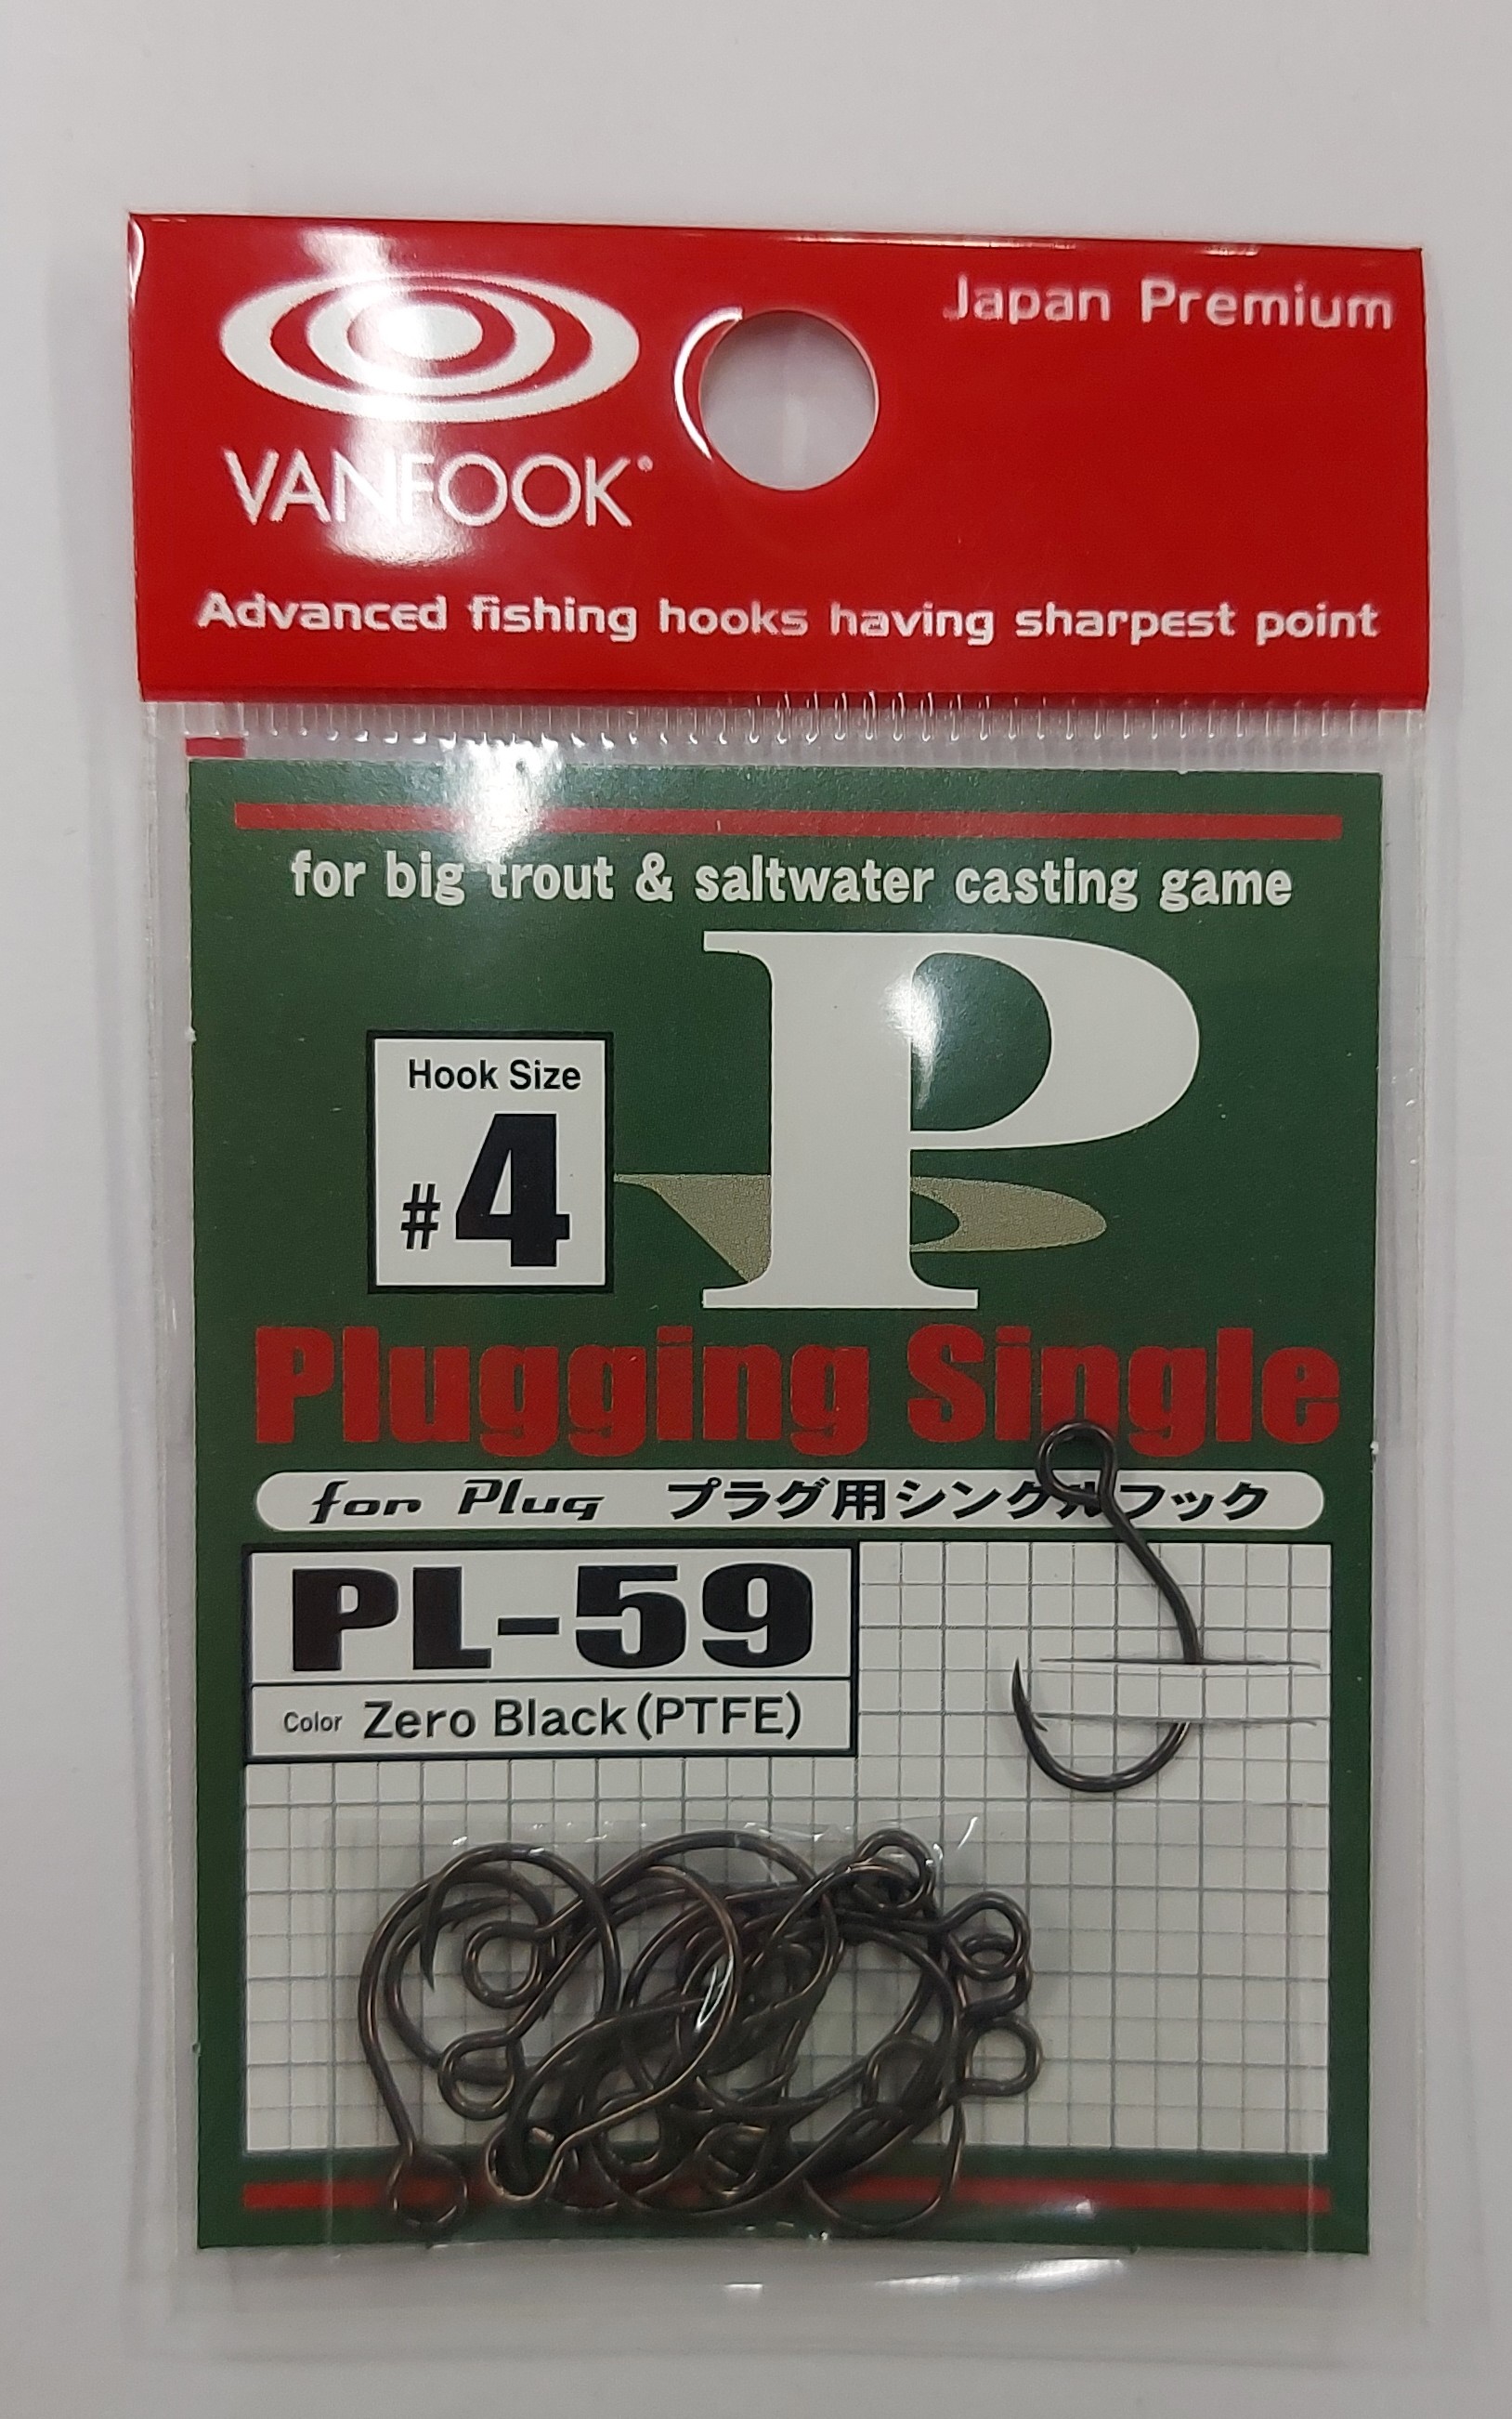 Japan Premium
VANFOOK
Advanced fishing hooks having sharpest point
for big trout & saltwater casting game
P
Hook Size
#4
Plugging Single
for Plug プラグ用シングルフック
PL-59
Color Zero Black (PTFE)